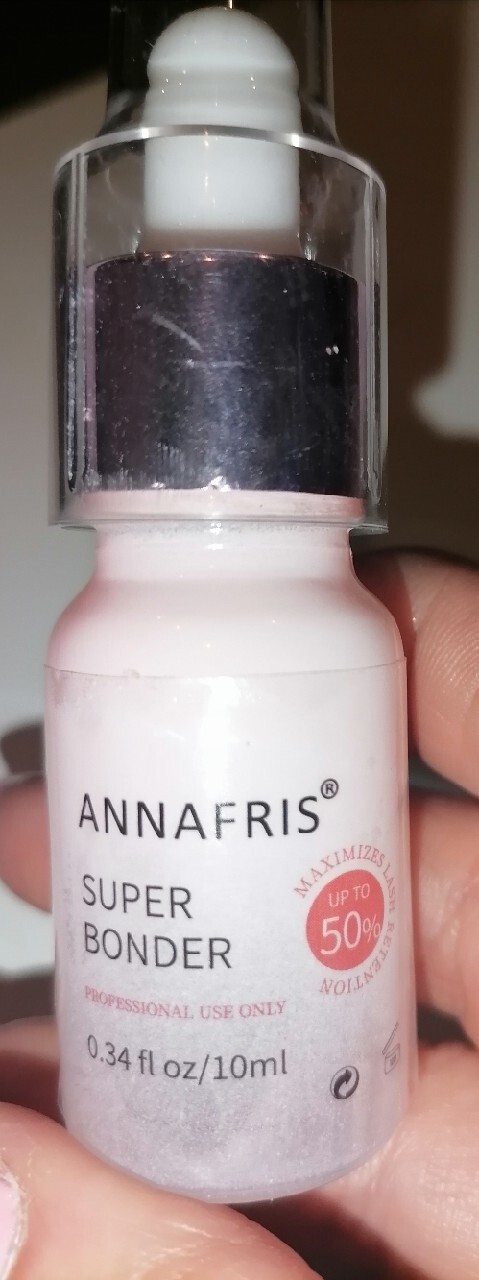 ANNAFRIS®
SUPER
BONDER
MAXIMIZES LASH RETENTION
UP TO
50%
PROFESSIONAL USE ONLY
0.34 fl oz/10ml